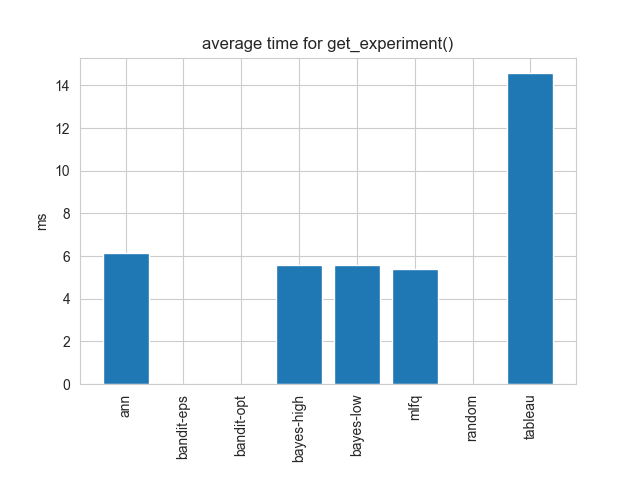 average time for get_experiment()
ms
14
12
10
8
6
4
2
0
ann
bandit-eps
bandit-opt
bayes-high
bayes-low
mlfq
random
tableau